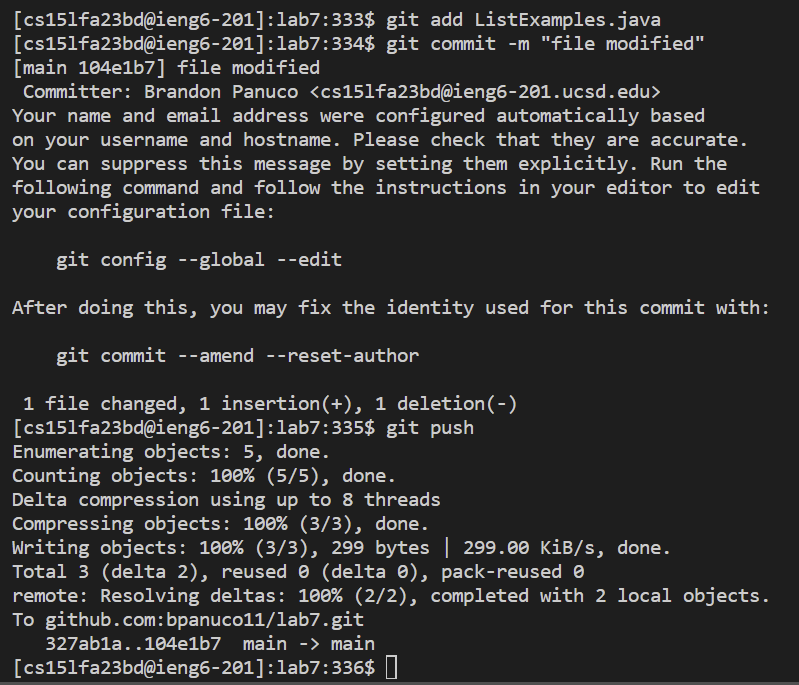 [cs15lfa23bd@ieng6-201]:lab7:333$ git add ListExamples.java
[cs15lfa23bd@ieng6-201]:lab7:334$ git commit -m "file modified"
[main 104e1b7] file modified
 Committer: Brandon Panuco <cs15lfa23bd@ieng6-201.ucsd.edu>
Your name and email address were configured automatically based
on your username and hostname. Please check that they are accurate.
You can suppress this message by setting them explicitly. Run the
following command and follow the instructions in your editor to edit
your configuration file:

    git config --global --edit

After doing this, you may fix the identity used for this commit with:

    git commit --amend --reset-author

 1 file changed, 1 insertion(+), 1 deletion(-)
[cs15lfa23bd@ieng6-201]:lab7:335$ git push
Enumerating objects: 5, done.
Counting objects: 100% (5/5), done.
Delta compression using up to 8 threads
Compressing objects: 100% (3/3), done.
Writing objects: 100% (3/3), 299 bytes | 299.00 KiB/s, done.
Total 3 (delta 2), reused 0 (delta 0), pack-reused 0
remote: Resolving deltas: 100% (2/2), completed with 2 local objects.
To github.com:bpanuco11/lab7.git
   327ab1a..104e1b7  main -> main
[cs15lfa23bd@ieng6-201]:lab7:336$